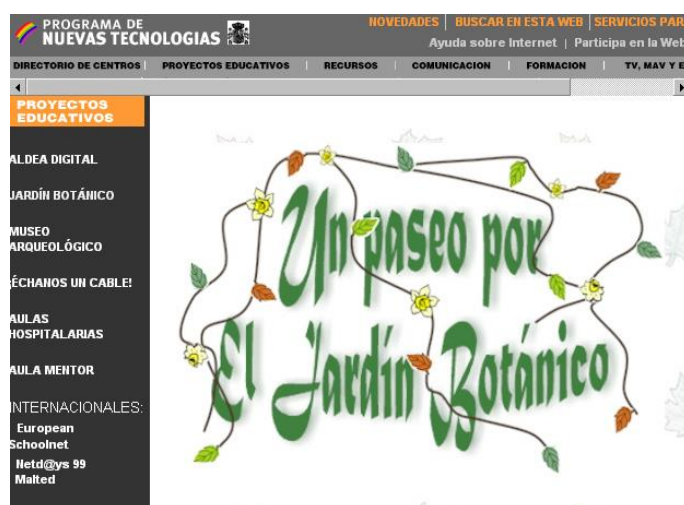 PROGRAMA DE
NUEVAS TECNOLOGIAS
NOVEDADES | BUSCAR EN ESTA WEB | SERVICIOS PAR
Ayuda sobre Internet | Participa en la Web
DIRECTORIO DE CENTROS | PROYECTOS EDUCATIVOS | RECURSOS | COMUNICACION | FORMACION | TV, MAV Y E
PROYECTOS
EDUCATIVOS
ALDEA DIGITAL
JARDÍN BOTÁNICO
MUSEO
ARQUEOLÓGICO
¡ÉCHANOS UN CABLE!
AULAS
HOSPITALARIAS
AULA MENTOR
INTERNACIONALES:
European
Schoolnet
Netd@ys 99
Malted
Un paseo por
El Jardín Botánico